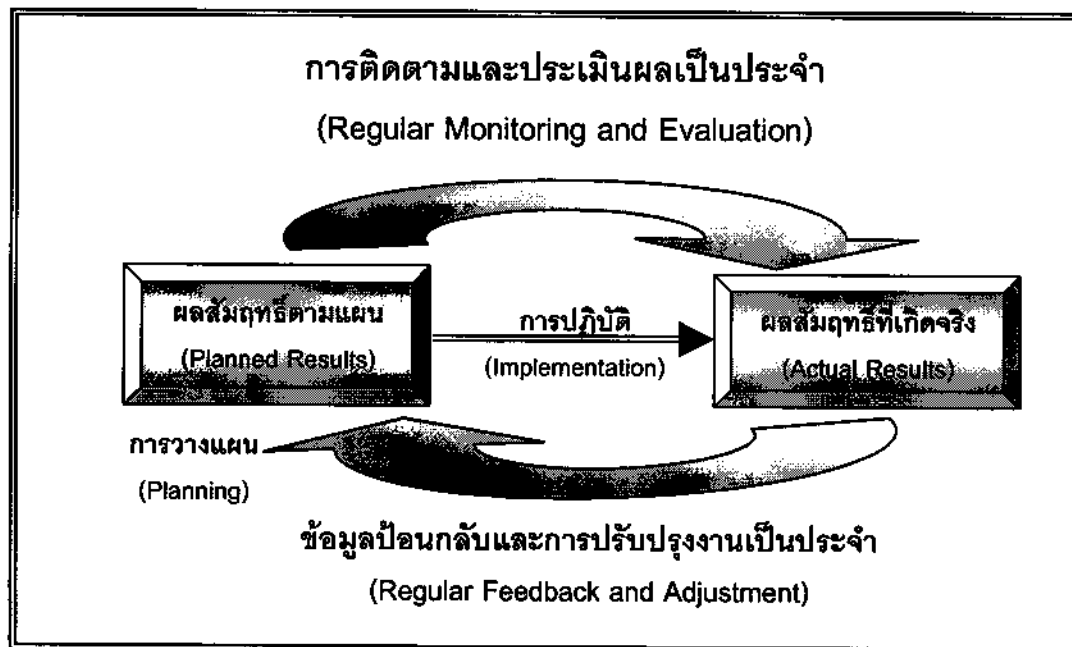 การติดตามและประเมินผลเป็นประจำ
(Regular Monitoring and Evaluation)
ผลสัมฤทธิ์ตามแผน
(Planned Results)
การปฏิบัติ
(Implementation)
ผลสัมฤทธิ์ที่เกิดจริง
(Actual Results)
การวางแผน
(Planning)
ข้อมูลป้อนกลับและการปรับปรุงงานเป็นประจำ
(Regular Feedback and Adjustment)